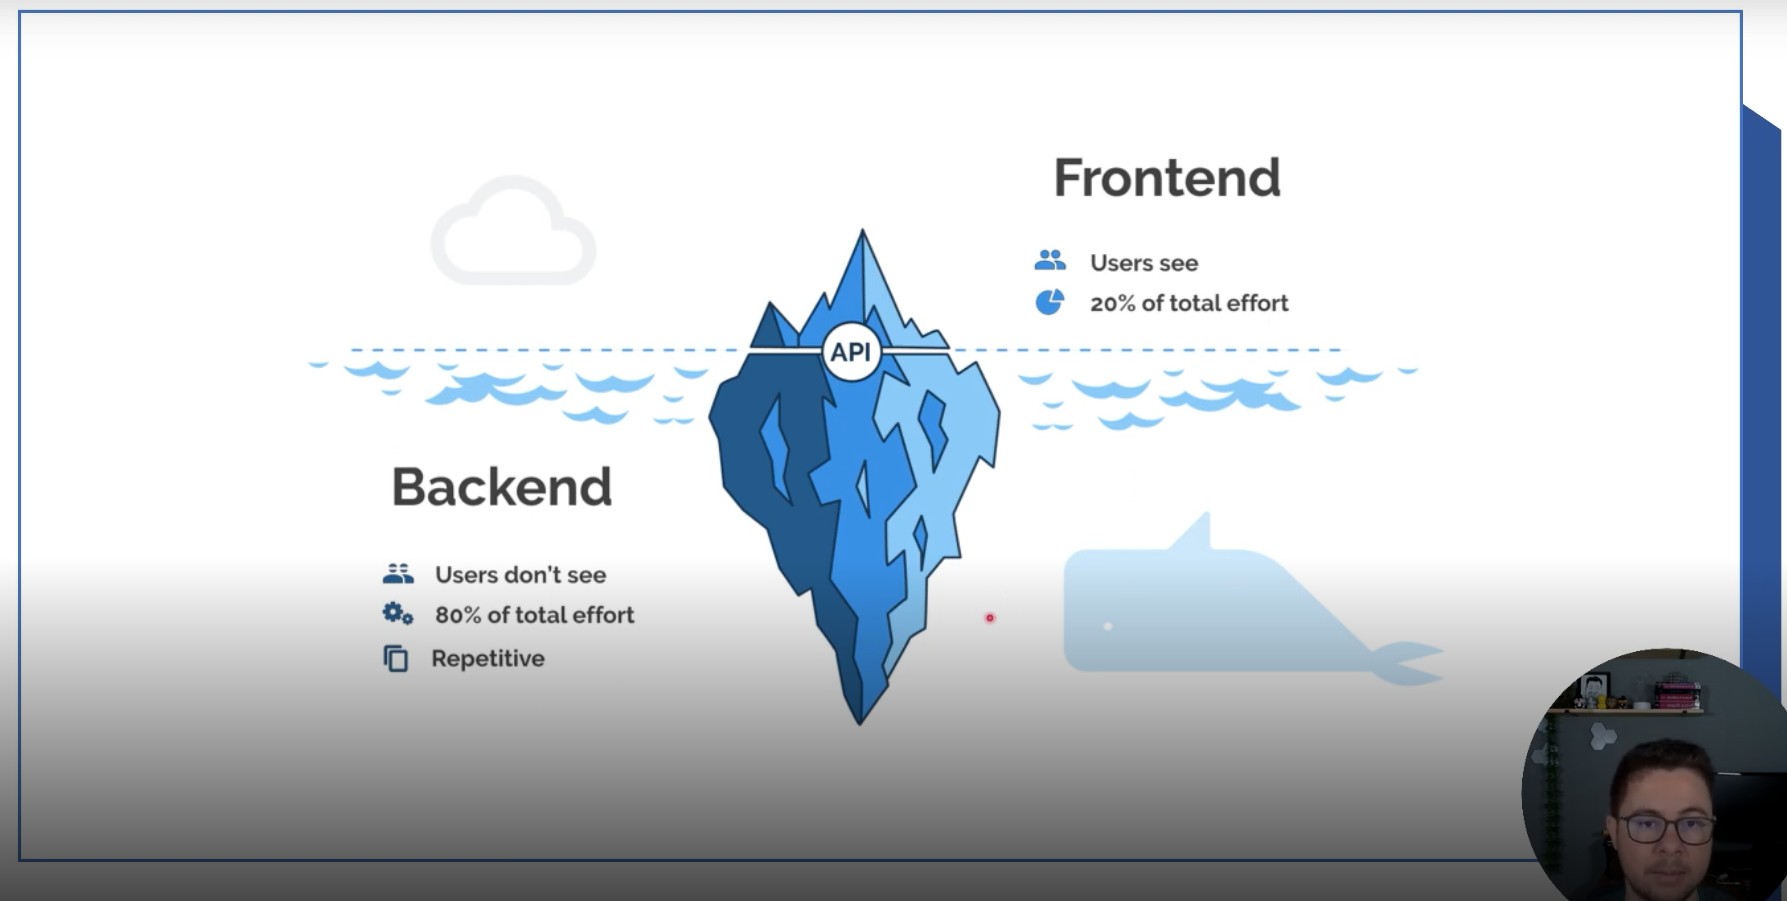 Frontend
Users see
20% of total effort
API
Backend
Users don't see
80% of total effort
Repetitive